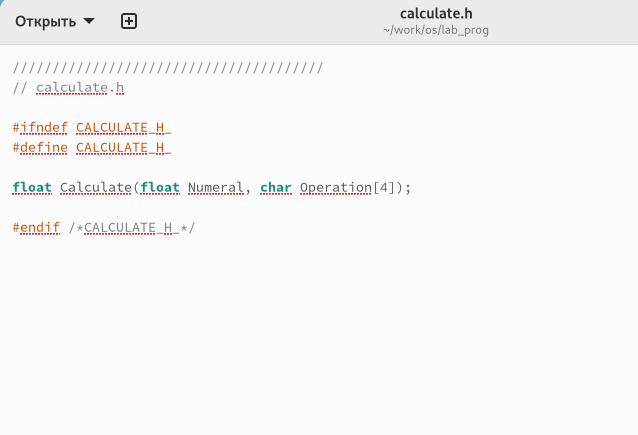 Открыть
calculate.h
~/work/os/lab_prog
///////////////////////////////////////
// calculate.h
#ifndef CALCULATE_H_
#define CALCULATE_H_
float Calculate(float Numeral, char Operation[4]);
#endif /*CALCULATE_H_*/